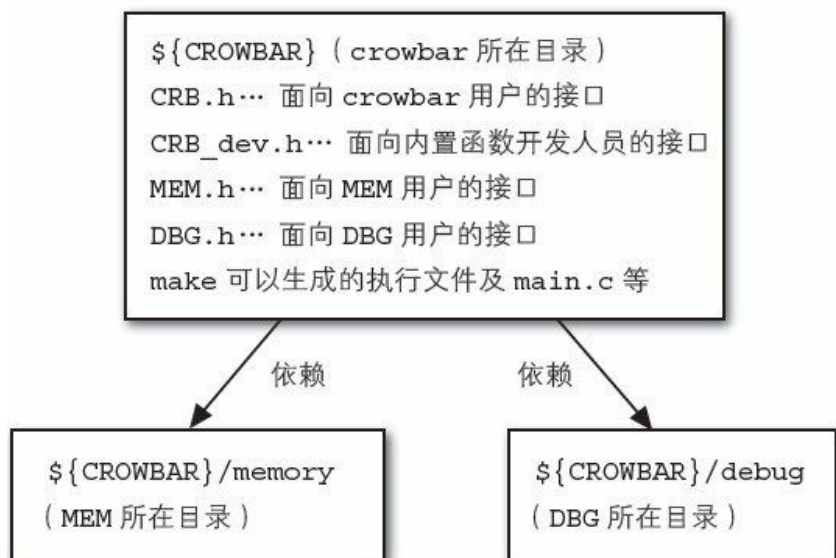 ${CROWBAR}（crowbar 所在目录）
CRB.h… 面向 crowbar 用户的接口
CRB_dev.h… 面向内置函数开发人员的接口
MEM.h… 面向 MEM 用户的接口
DBG.h… 面向 DBG 用户的接口
make 可以生成的执行文件及 main.c 等
依赖
依赖
${CROWBAR}/memory
（MEM 所在目录）
${CROWBAR}/debug
（DBG 所在目录）